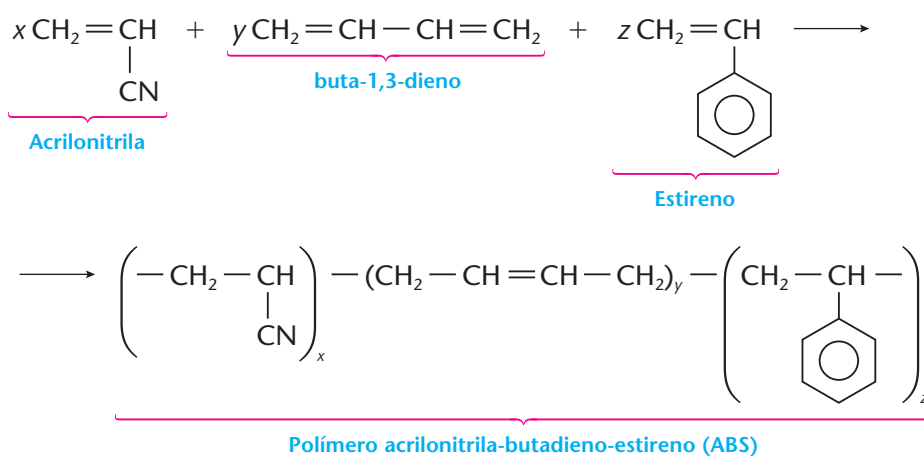 x CH₂=CH + y CH₂=CH—CH=CH₂ + z CH₂=CH ⟶
CN
buta-1,3-dieno
Acrilonitrila
Estireno
⟶ (—CH₂—CH)ₓ—(CH₂—CH=CH—CH₂)y—(CH₂—CH—)z
CN
Polímero acrilonitrila-butadieno-estireno (ABS)